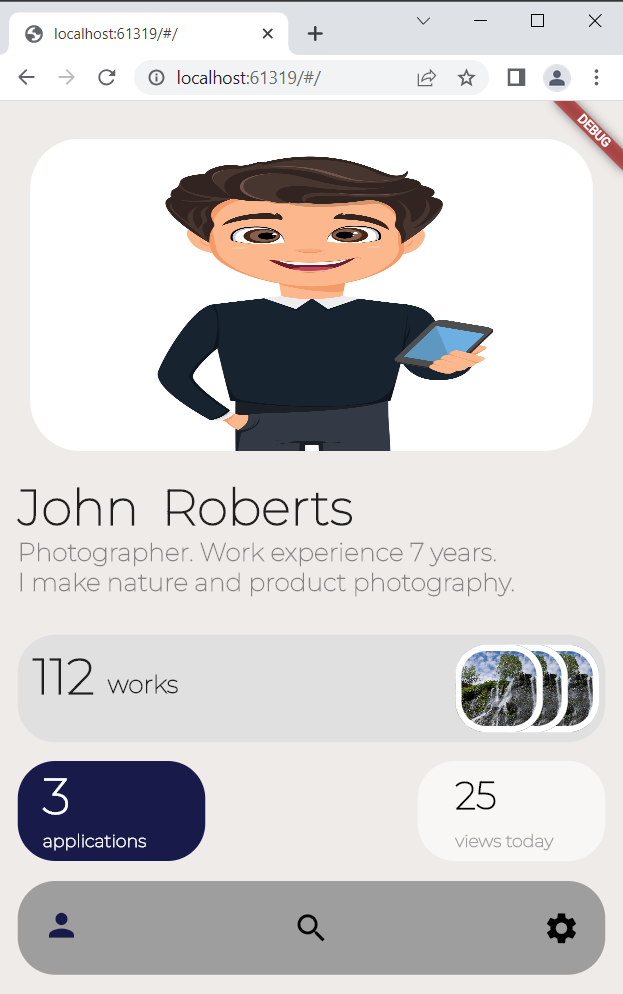 localhost:61319/#/
localhost:61319/#/
DEBUG
John Roberts
Photographer. Work experience 7 years.
I make nature and product photography.
112 works
3
applications
25
views today